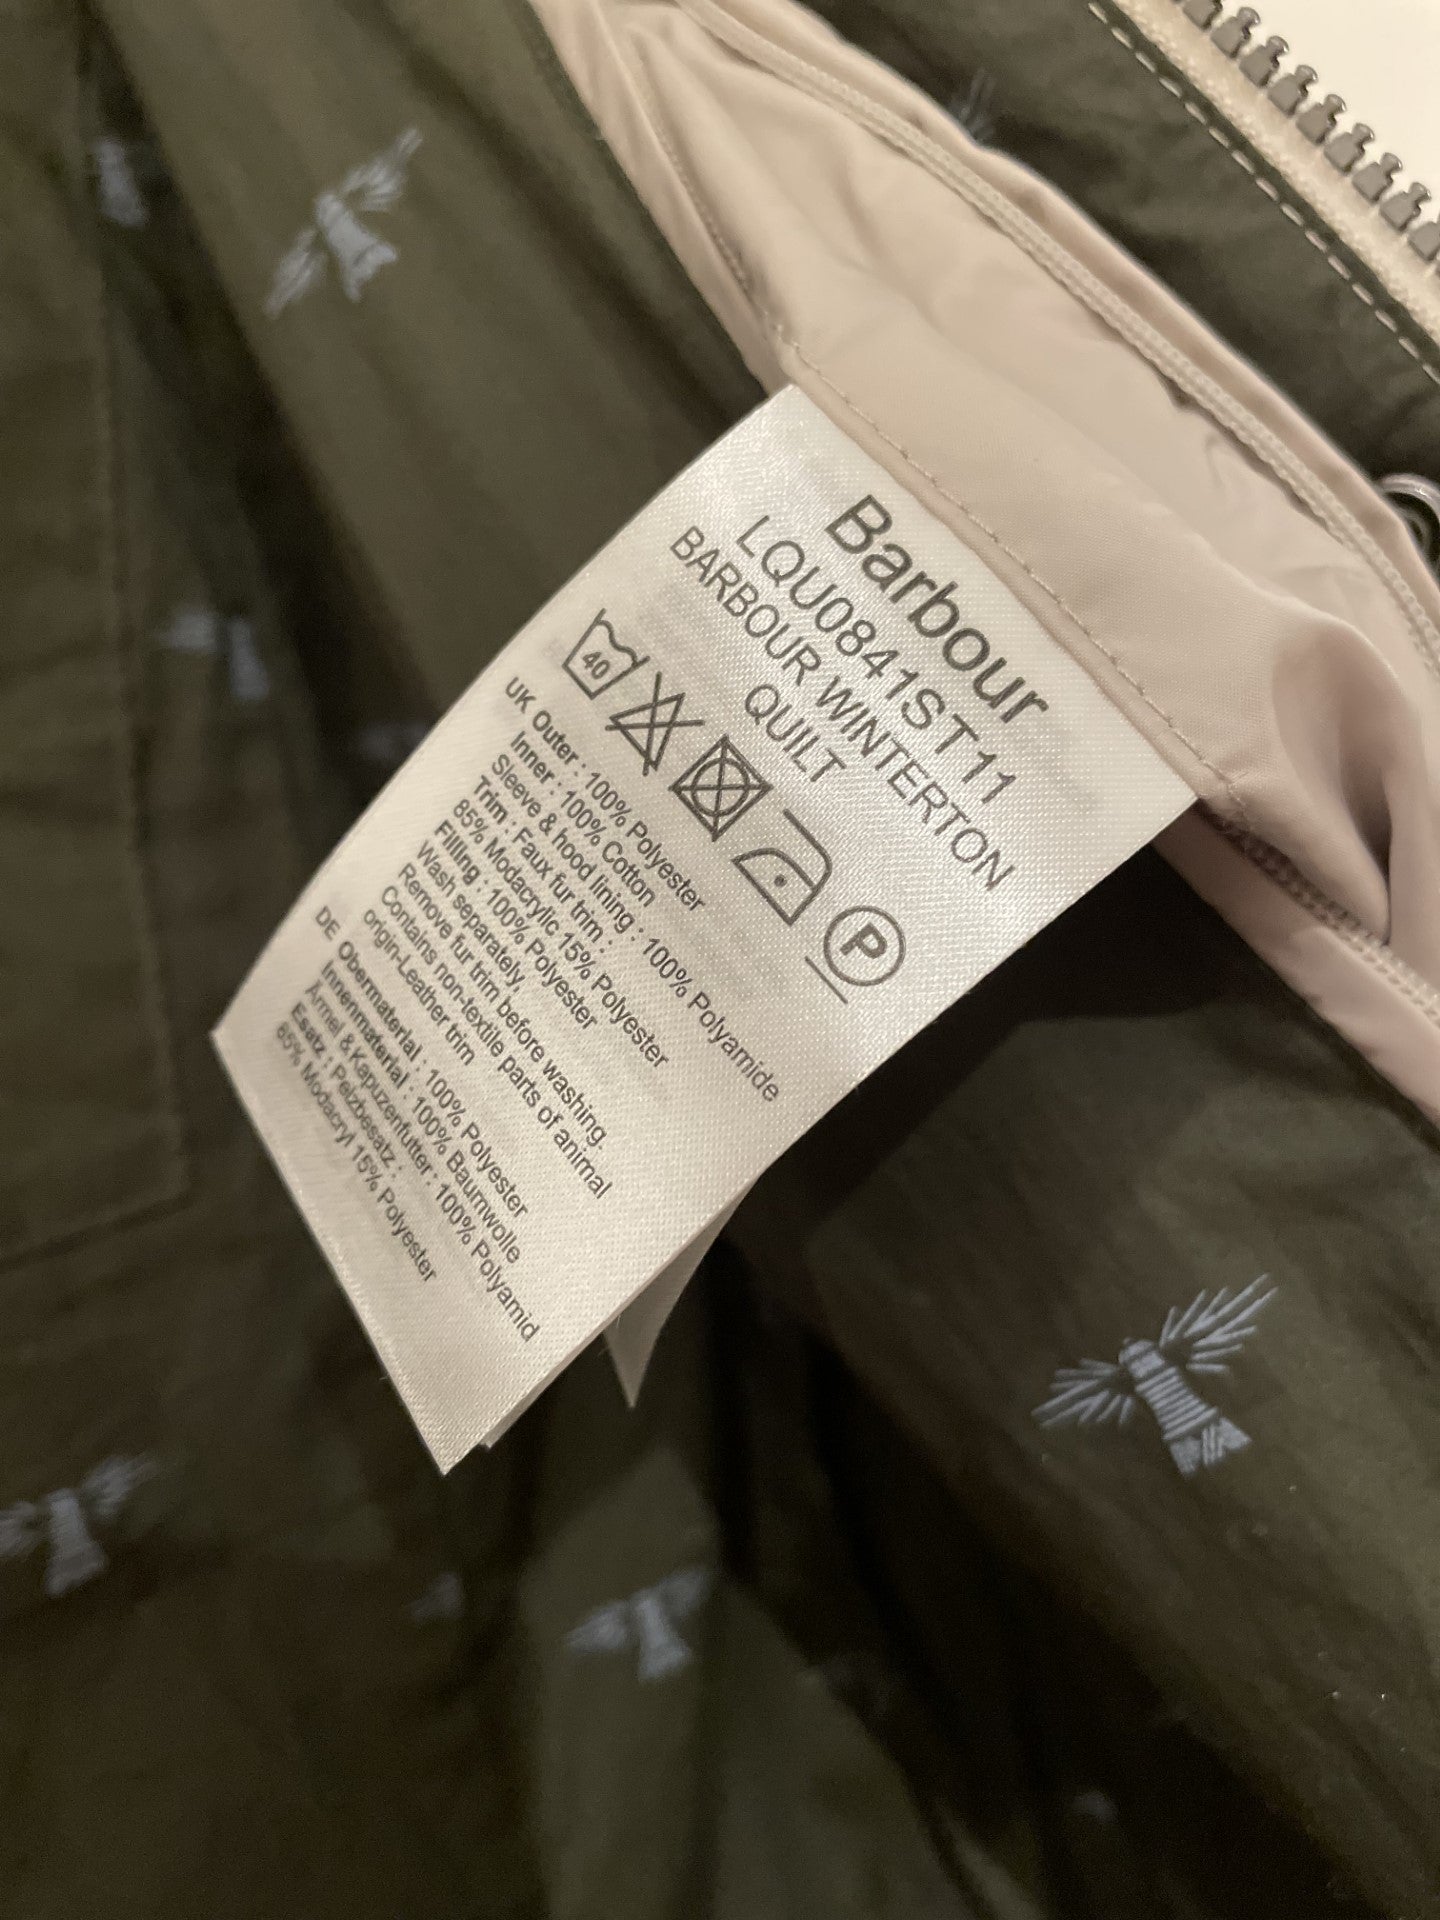 Barbour
LQU0841ST11
BARBOUR WINTERTON
QUILT
40
P
UK Outer : 100% Polyester
Inner : 100% Cotton
Sleeve & hood lining : 100% Polyamide
Trim : Faux fur trim :
85% Modacrylic 15% Polyester
Filling : 100% Polyester
Wash separately,
Remove fur trim before washing.
Contains non-textile parts of animal
origin-Leather trim
DE Obermaterial : 100% Polyester
Innenmaterial : 100% Baumwolle
Ärmel &Kapuzenfutter : 100% Polyamid
Esatz : Pelzbesatz :
85% Modacryl 15% Polyester